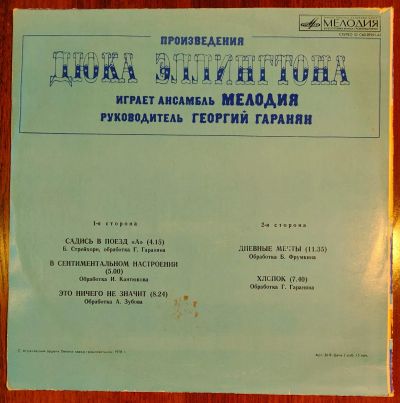 МЕЛОДИЯ
ПРОИЗВЕДЕНИЯ
ДЮКА ЭЛЛИНГТОНА
ИГРАЕТ АНСАМБЛЬ МЕЛОДИЯ
РУКОВОДИТЕЛЬ ГЕОРГИЙ ГАРАНЯН
1-я сторона
САДИСЬ В ПОЕЗД «А» (4.15)
Б. Стрейхорн, обработка Г. Гараняна
В СЕНТИМЕНТАЛЬНОМ НАСТРОЕНИИ
(5.00)
Обработка И. Кантюкова
ЭТО НИЧЕГО НЕ ЗНАЧИТ (8.24)
Обработка А. Зубова
2-я сторона
ДНЕВНЫЕ МЕЧТЫ (11.35)
Обработка Б. Фрумкина
ХЛОПОК (7.40)
Обработка Г. Гараняна